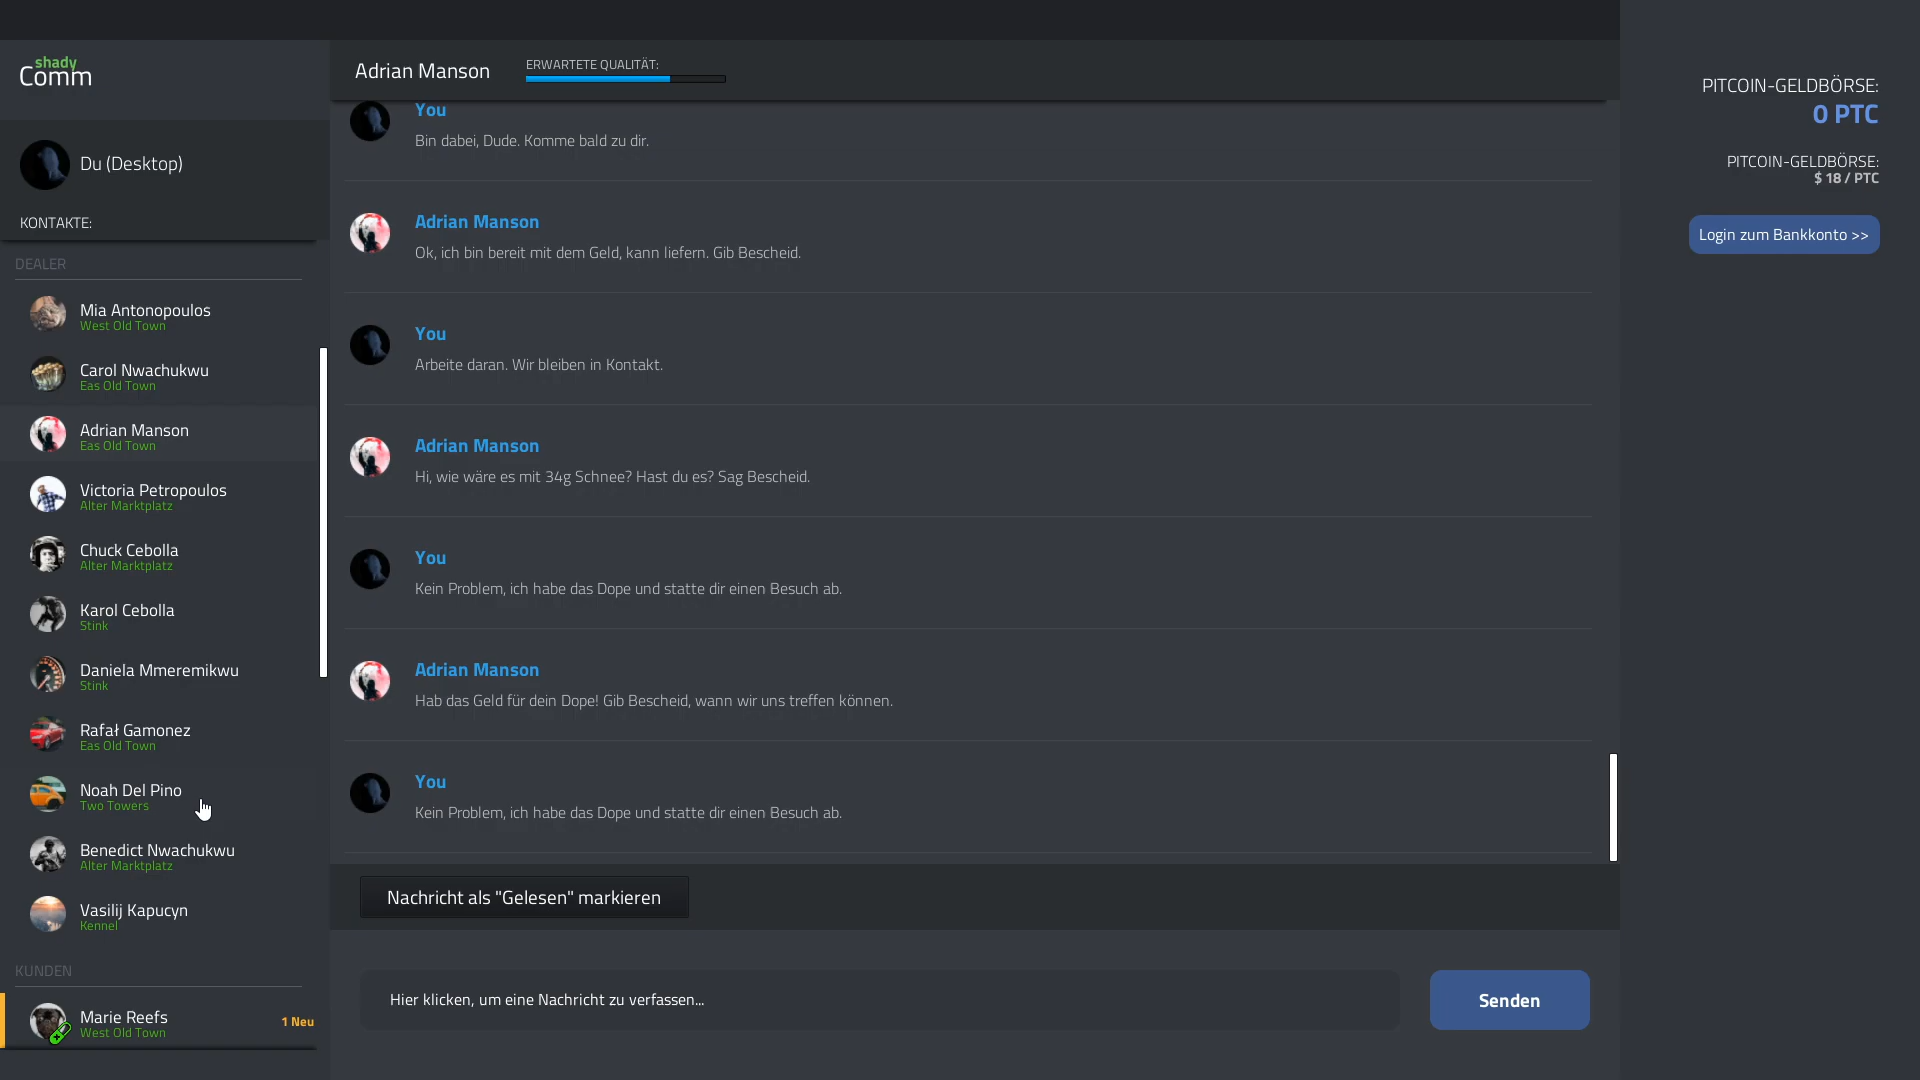 shady
Comm
Du (Desktop)
KONTAKTE:
DEALER
Mia Antonopoulos
West Old Town
Carol Nwachukwu
Eas Old Town
Adrian Manson
Eas Old Town
Victoria Petropoulos
Alter Marktplatz
Chuck Cebolla
Alter Marktplatz
Karol Cebolla
Stink
Daniela Mmeremikwu
Stink
Rafał Gamonez
Eas Old Town
Noah Del Pino
Two Towers
Benedict Nwachukwu
Alter Marktplatz
Vasilij Kapucyn
Kennel
KUNDEN
Marie Reefs
West Old Town
1 Neu
Adrian Manson
ERWARTETE QUALITÄT:
You
Bin dabei, Dude. Komme bald zu dir.
Adrian Manson
Ok, ich bin bereit mit dem Geld, kann liefern. Gib Bescheid.
You
Arbeite daran. Wir bleiben in Kontakt.
Adrian Manson
Hi, wie wäre es mit 34g Schnee? Hast du es? Sag Bescheid.
You
Kein Problem, ich habe das Dope und statte dir einen Besuch ab.
Adrian Manson
Hab das Geld für dein Dope! Gib Bescheid, wann wir uns treffen können.
You
Kein Problem, ich habe das Dope und statte dir einen Besuch ab.
Nachricht als "Gelesen" markieren
Hier klicken, um eine Nachricht zu verfassen...
Senden
PITCOIN-GELDBÖRSE:
0 PTC
PITCOIN-GELDBÖRSE:
$ 18 / PTC
Login zum Bankkonto >>